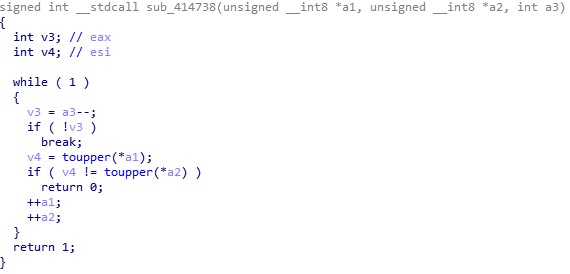 signed int __stdcall sub_414738(unsigned __int8 *a1, unsigned __int8 *a2, int a3)
{
  int v3; // eax
  int v4; // esi

  while ( 1 )
  {
    v3 = a3--;
    if ( !v3 )
      break;
    v4 = toupper(*a1);
    if ( v4 != toupper(*a2) )
      return 0;
    ++a1;
    ++a2;
  }
  return 1;
}